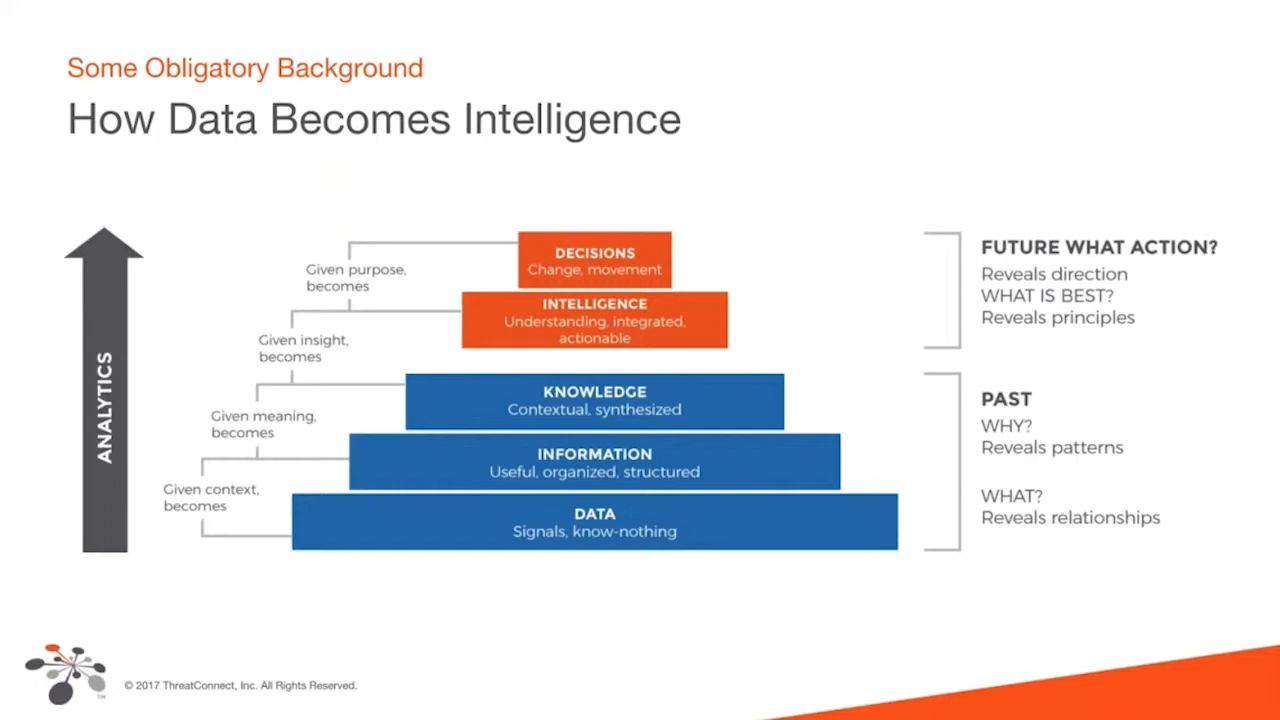 Some Obligatory Background
How Data Becomes Intelligence
ANALYTICS
Given purpose,
becomes
Given insight,
becomes
Given meaning,
becomes
Given context,
becomes
DECISIONS
Change, movement
INTELLIGENCE
Understanding, integrated,
actionable
KNOWLEDGE
Contextual, synthesized
INFORMATION
Useful, organized, structured
DATA
Signals, know-nothing
FUTURE WHAT ACTION?
Reveals direction
WHAT IS BEST?
Reveals principles
PAST
WHY?
Reveals patterns
WHAT?
Reveals relationships
TM
© 2017 ThreatConnect, Inc. All Rights Reserved.